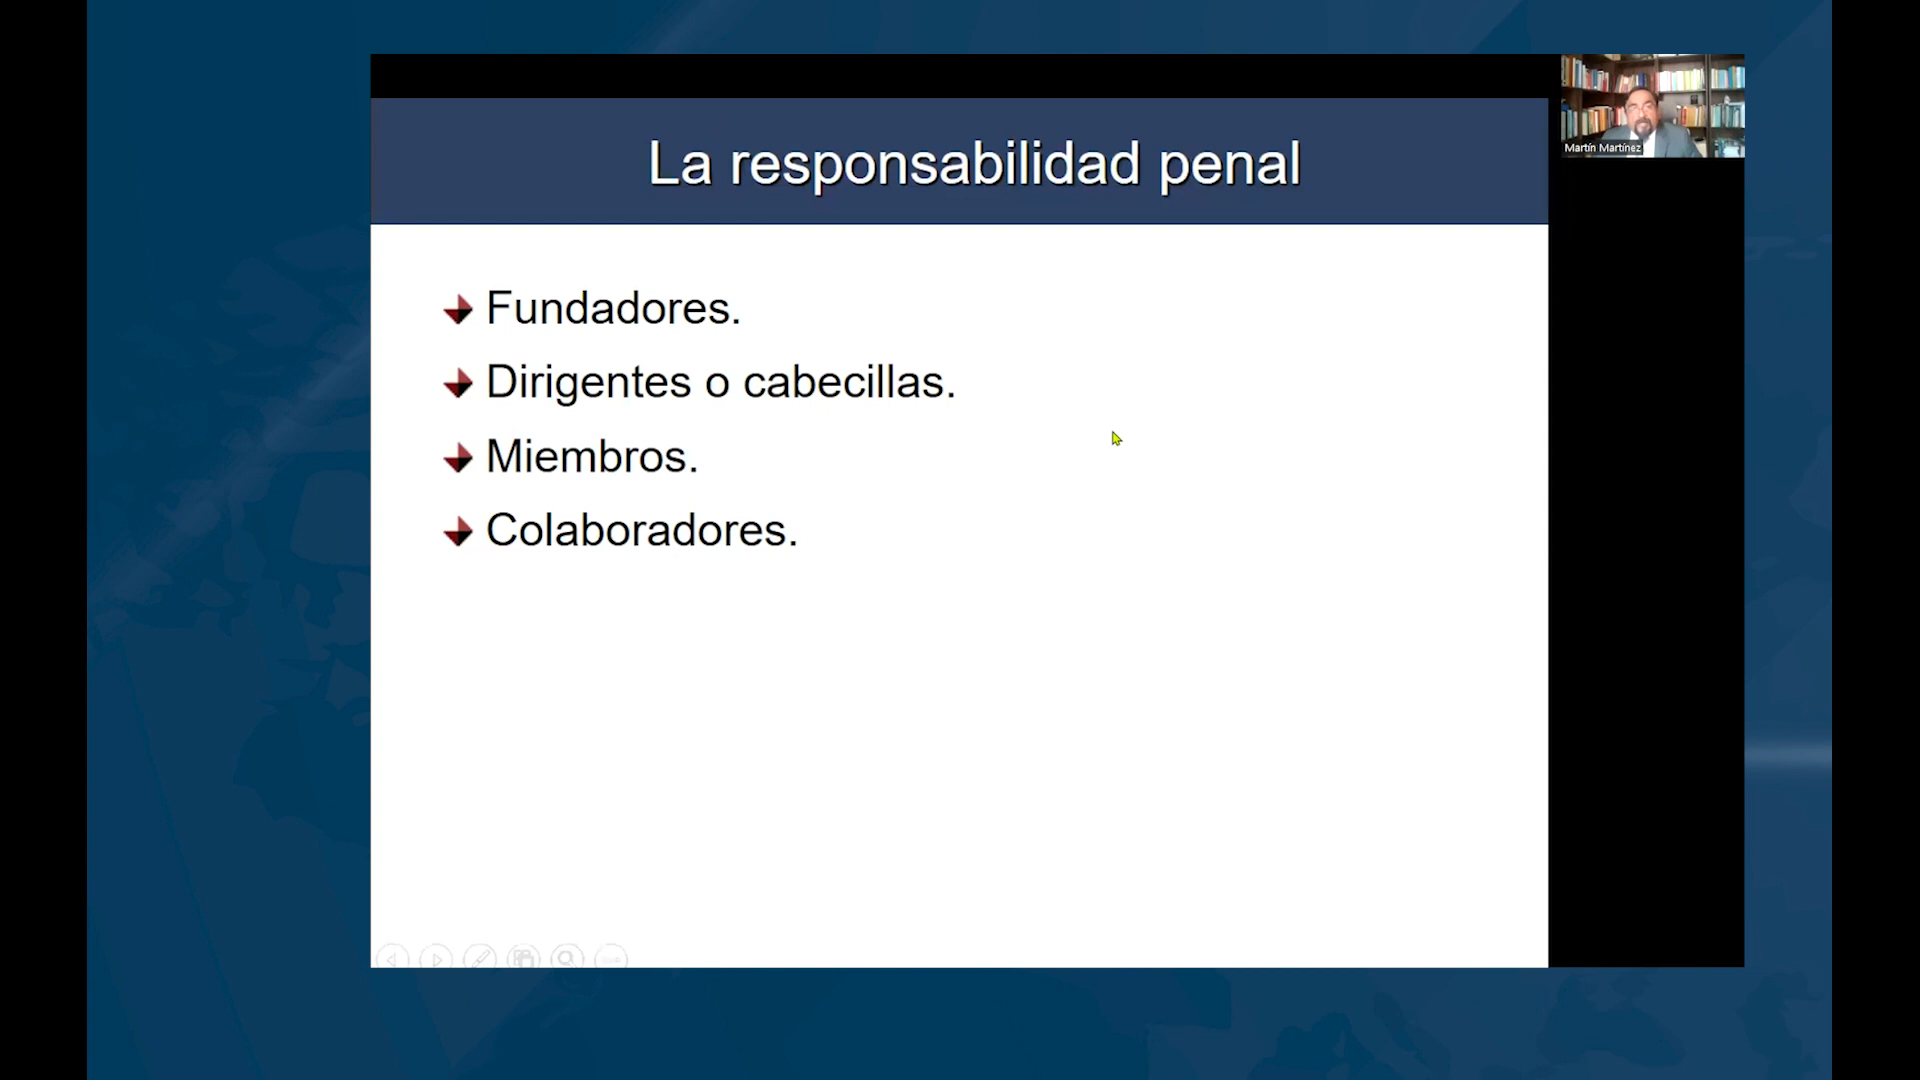 La responsabilidad penal
Fundadores.
Dirigentes o cabecillas.
Miembros.
Colaboradores.
Martín Martínez